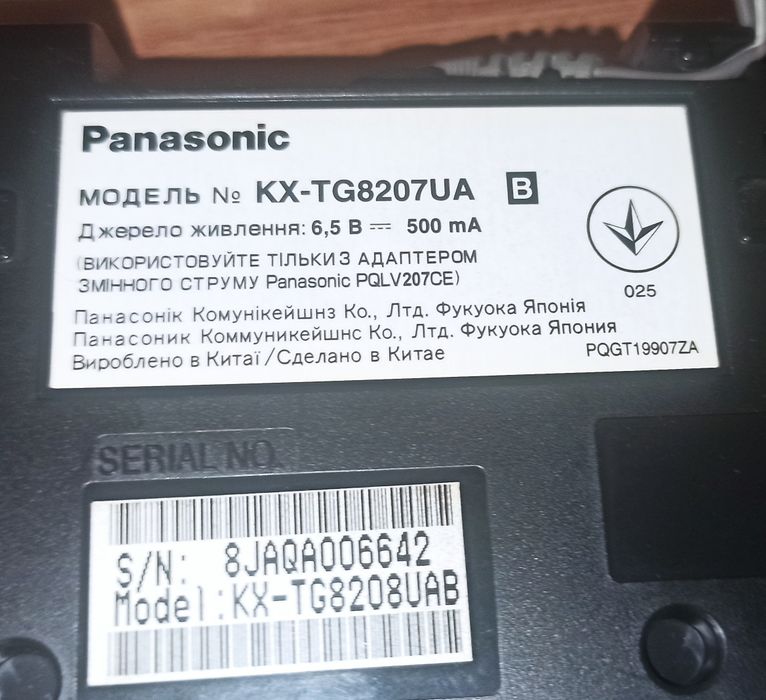 Panasonic
МОДЕЛЬ № KX-TG8207UA B
Джерело живлення: 6,5 В ⎓ 500 mA
(ВИКОРИСТОВУЙТЕ ТІЛЬКИ З АДАПТЕРОМ
ЗМІННОГО СТРУМУ Panasonic PQLV207CE)
025
Панасонік Комунікейшнз Ко., Лтд. Фукуока Японія
Панасоник Коммуникейшнс Ко., Лтд. Фукуока Япония
Вироблено в Китаї/Сделано в Китае
PQGT19907ZA
SERIAL NO.
S/N: 8JAQA006642
Model:KX-TG8208UAB